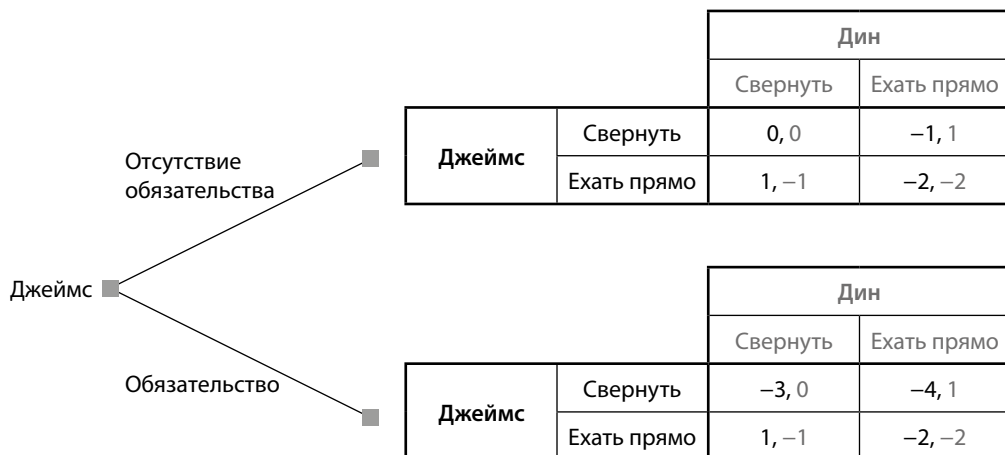 Дин
Свернуть Ехать прямо
Джеймс Свернуть 0, 0 −1, 1
Ехать прямо 1, −1 −2, −2
Отсутствие
обязательства
Джеймс
Дин
Свернуть Ехать прямо
Обязательство
Джеймс Свернуть −3, 0 −4, 1
Ехать прямо 1, −1 −2, −2